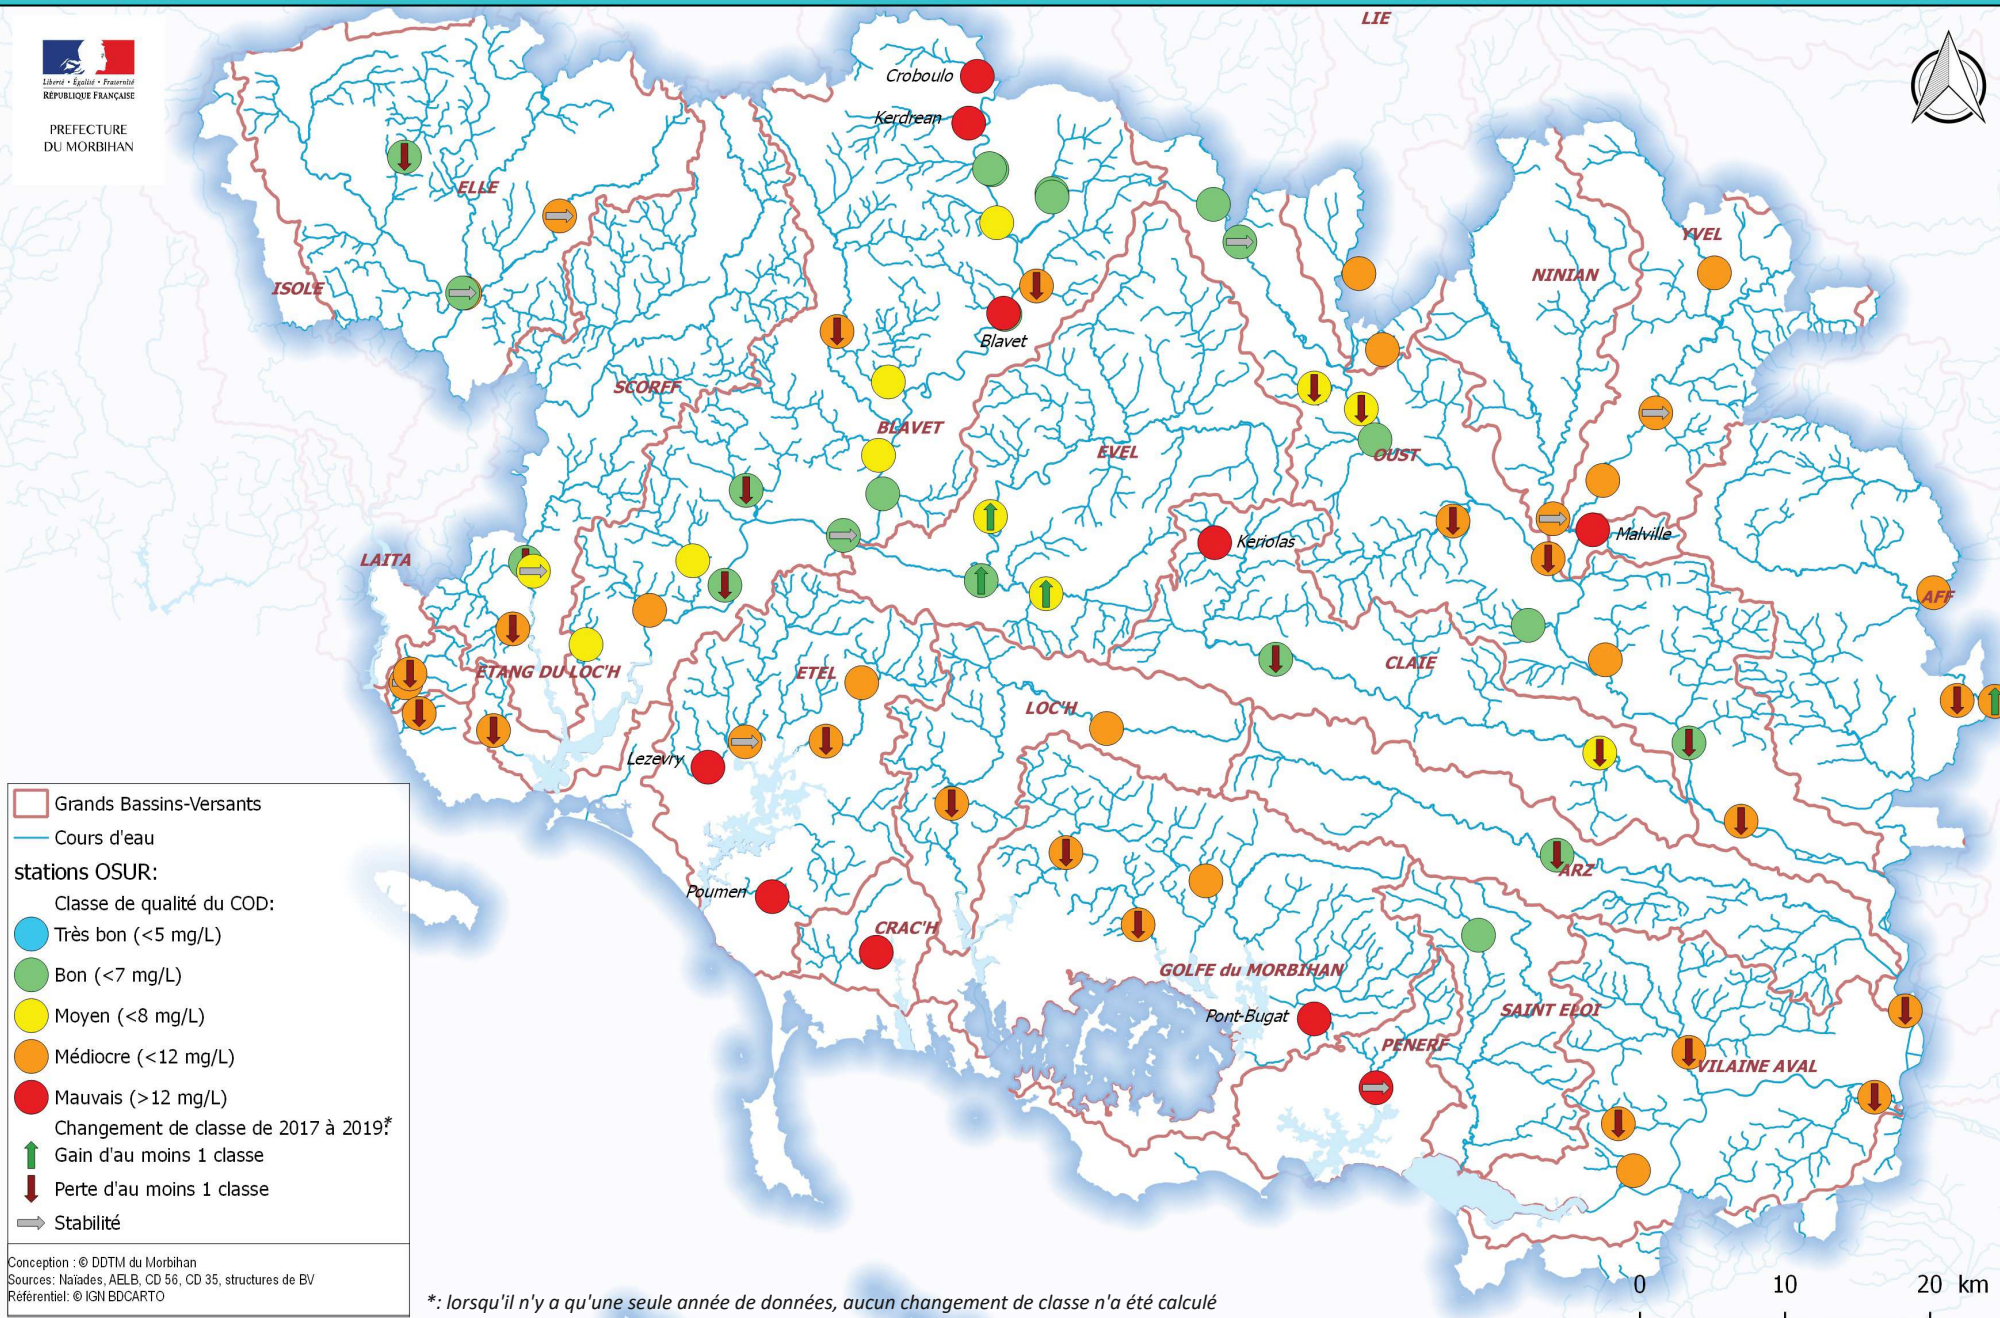 LIE
Liberté • Égalité • Fraternité
RÉPUBLIQUE FRANÇAISE
PREFECTURE
DU MORBIHAN
Croboulo
Kerdrean
ELLE
YVEL
NINIAN
ISOLE
Blavet
SCORFF
BLAVET
EVEL
OUST
Keriolas
Malville
LAITA
AFF
ETANG DU LOC'H
ETEL
CLAIE
LOC'H
Lezevry
ARZ
Poumen
CRAC'H
GOLFE du MORBIHAN
Pont-Bugat
SAINT ELOI
PENERF
VILAINE AVAL
Grands Bassins-Versants
Cours d'eau
stations OSUR:
Classe de qualité du COD:
Très bon (<5 mg/L)
Bon (<7 mg/L)
Moyen (<8 mg/L)
Médiocre (<12 mg/L)
Mauvais (>12 mg/L)
Changement de classe de 2017 à 2019:*
Gain d'au moins 1 classe
Perte d'au moins 1 classe
Stabilité
Conception : © DDTM du Morbihan
Sources: Naïades, AELB, CD 56, CD 35, structures de BV
Référentiel: © IGN BDCARTO
*: lorsqu'il n'y a qu'une seule année de données, aucun changement de classe n'a été calculé
0 10 20 km